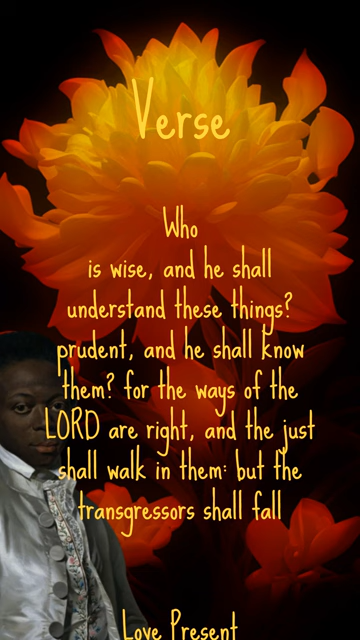 Verse
Who
is wise, and he shall
understand these things?
prudent, and he shall know
them? for the ways of the
LORD are right, and the just
shall walk in them: but the
transgressors shall fall
Love Present